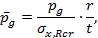 p̄_g = p_g / σ_{x,Rcr} · r / t,